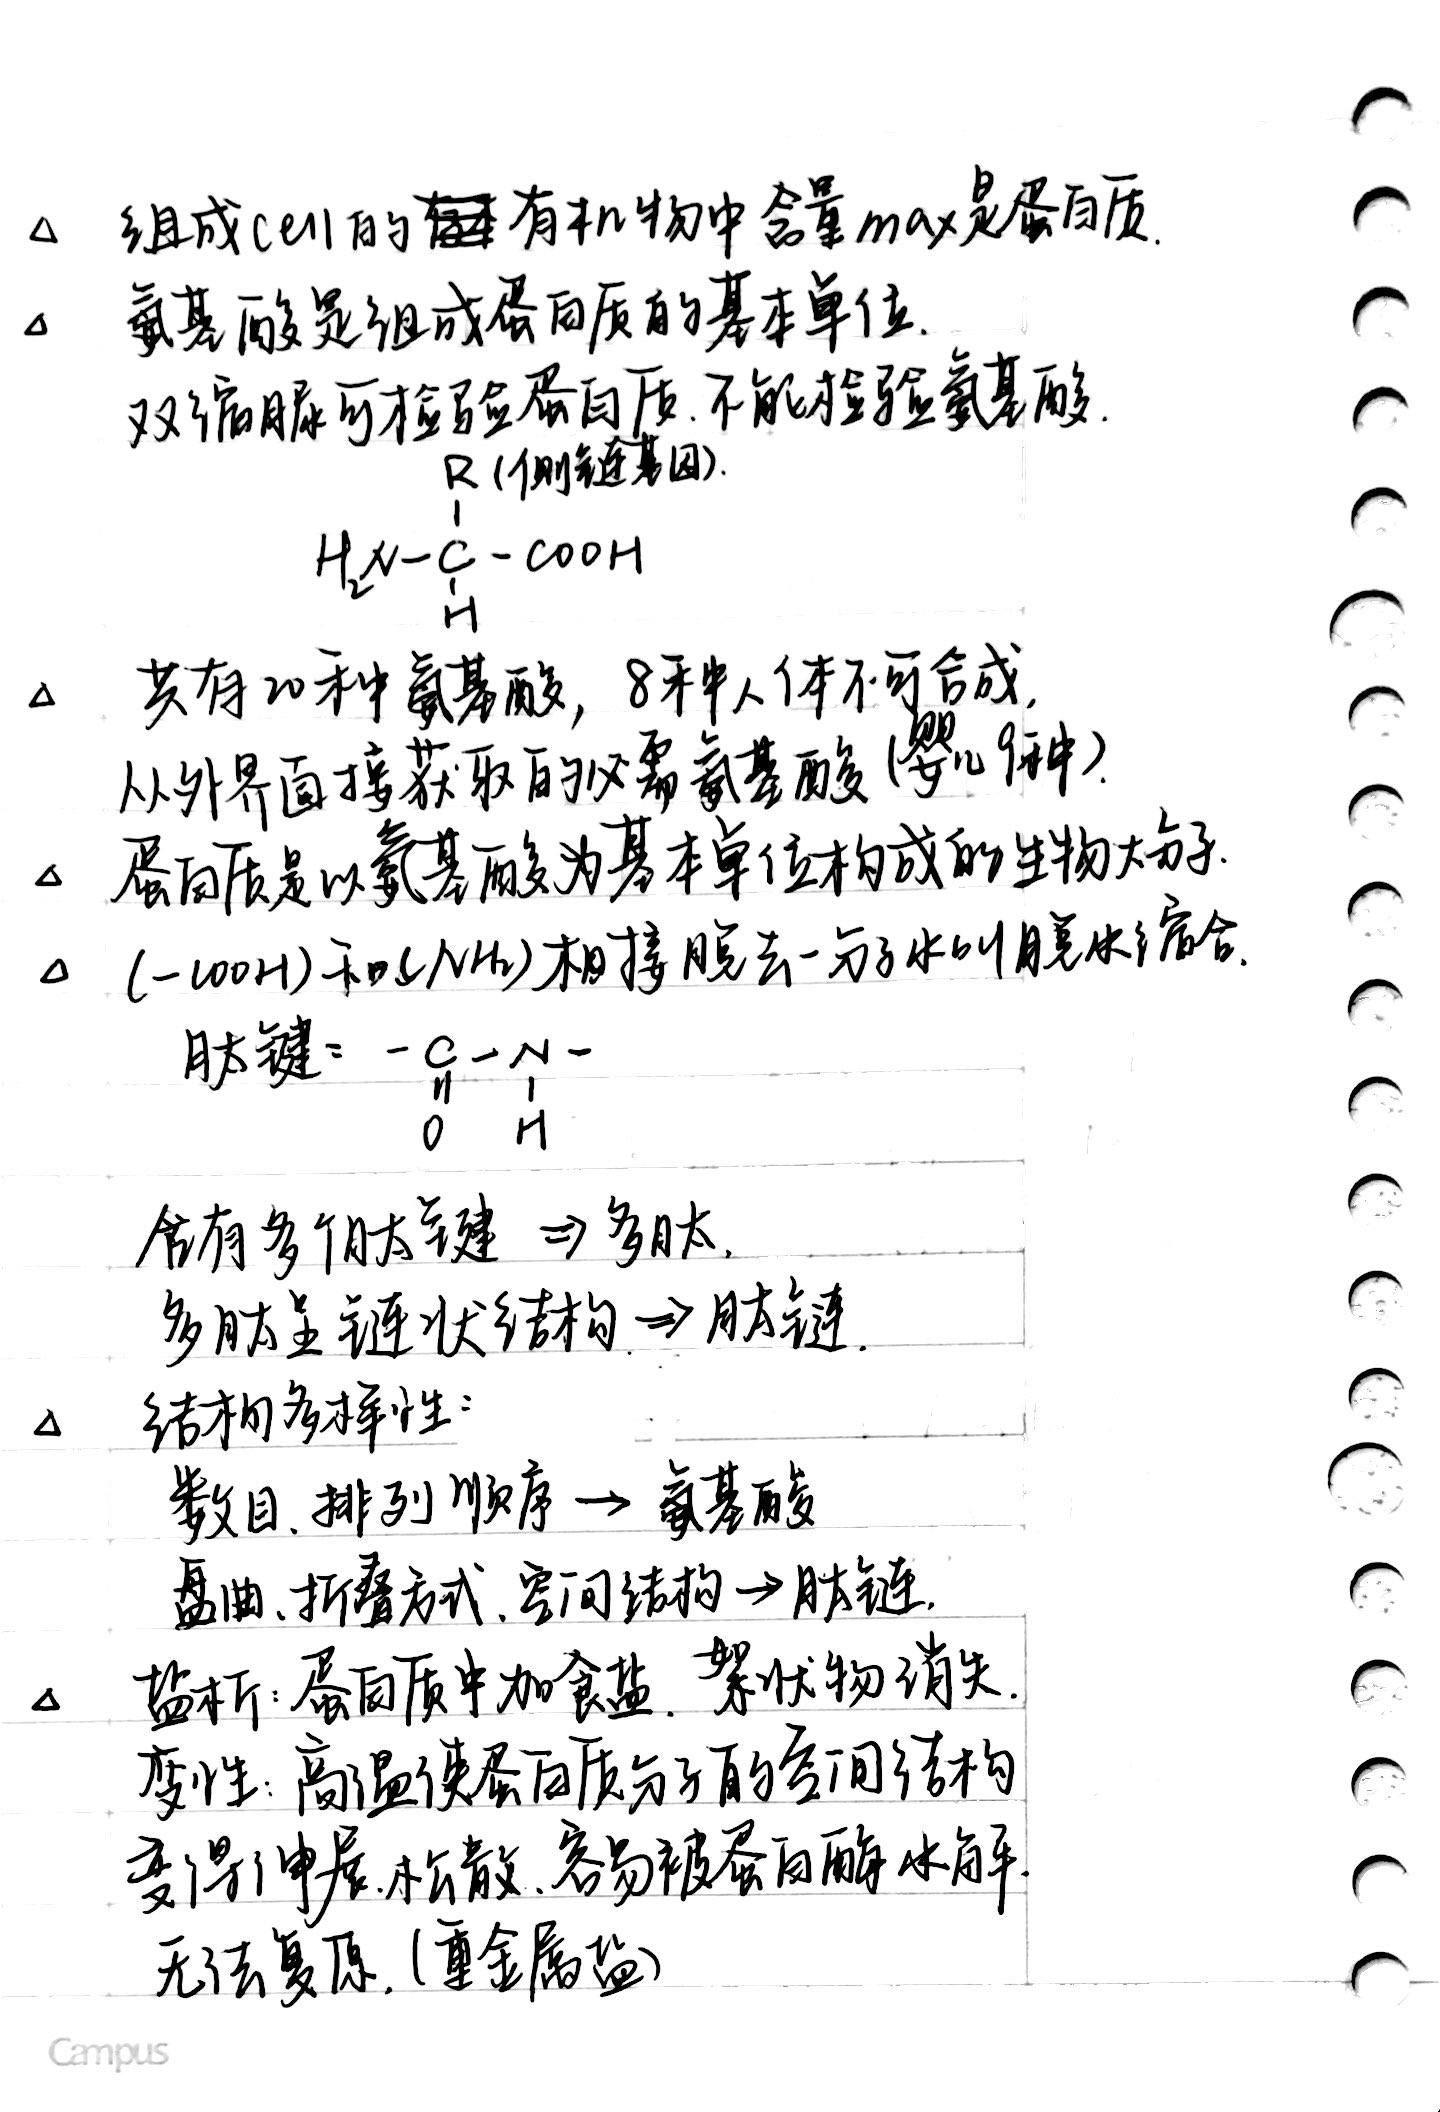 △ 组成cell的有机物中含量max是蛋白质.
△ 氨基酸是组成蛋白质的基本单位.
双缩脲可检验蛋白质.不能检验氨基酸.
R(侧链基因).
H₂N-C-COOH
H
△ 共有20种氨基酸, 8种人体不可合成,
从外界直接获取的必需氨基酸(婴儿9种).
△ 蛋白质是以氨基酸为基本单位构成的生物大分子.
△ (-COOH)和(-NH₂)相接脱去一分子水叫脱水缩合.
肽键: -C-N-
O H
含有多个肽键 ⇒ 多肽.
多肽呈链状结构 ⇒ 肽链.
△ 结构多样性:
数目、排列顺序 → 氨基酸
盘曲、折叠方式、空间结构 → 肽链.
△ 盐析: 蛋白质中加食盐. 絮状物消失.
变性: 高温使蛋白质分子的空间结构
变得伸展、松散、容易被蛋白酶水解.
无法复原. (重金属盐)
Campus